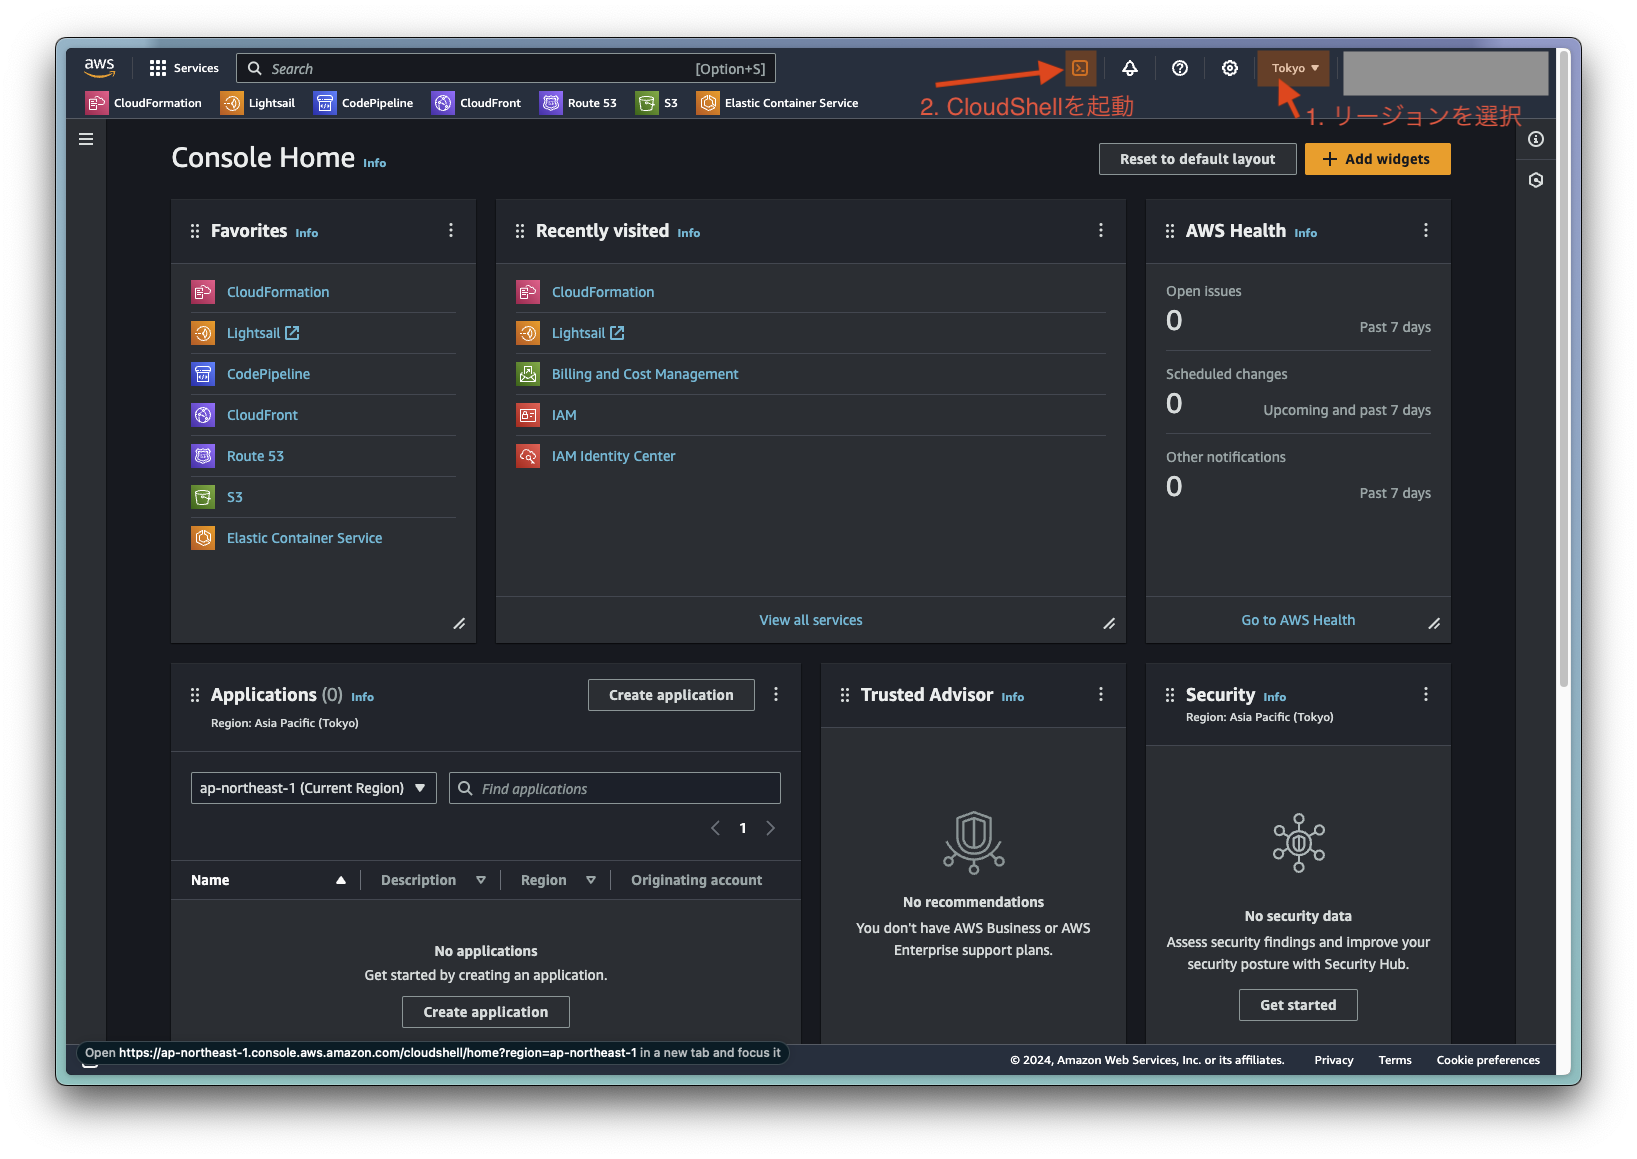 aws
Services
Search
[Option+S]
Tokyo
2. CloudShellを起動
1. リージョンを選択
CloudFormation
Lightsail
CodePipeline
CloudFront
Route 53
S3
Elastic Container Service
Console Home Info
Reset to default layout
Add widgets
Favorites Info
CloudFormation
Lightsail
CodePipeline
CloudFront
Route 53
S3
Elastic Container Service
Recently visited Info
CloudFormation
Lightsail
Billing and Cost Management
IAM
IAM Identity Center
View all services
AWS Health Info
Open issues
0
Past 7 days
Scheduled changes
0
Upcoming and past 7 days
Other notifications
0
Past 7 days
Go to AWS Health
Applications (0) Info
Region: Asia Pacific (Tokyo)
Create application
ap-northeast-1 (Current Region)
Find applications
1
Name
Description
Region
Originating account
No applications
Get started by creating an application.
Create application
Trusted Advisor Info
No recommendations
You don't have AWS Business or AWS
Enterprise support plans.
Security Info
Region: Asia Pacific (Tokyo)
No security data
Assess security findings and improve your
security posture with Security Hub.
Get started
Open https://ap-northeast-1.console.aws.amazon.com/cloudshell/home?region=ap-northeast-1 in a new tab and focus it
© 2024, Amazon Web Services, Inc. or its affiliates.
Privacy
Terms
Cookie preferences